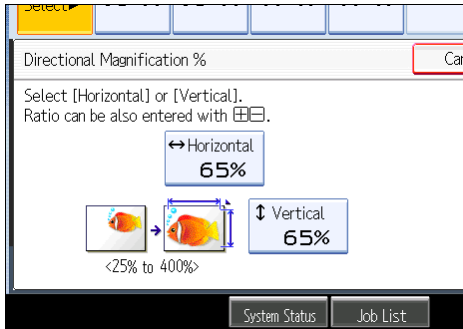 Select►
Directional Magnification %
Select [Horizontal] or [Vertical].
Ratio can be also entered with ⊞⊟.
↔Horizontal
65%
↕ Vertical
65%
<25% to 400%>
System Status
Job List